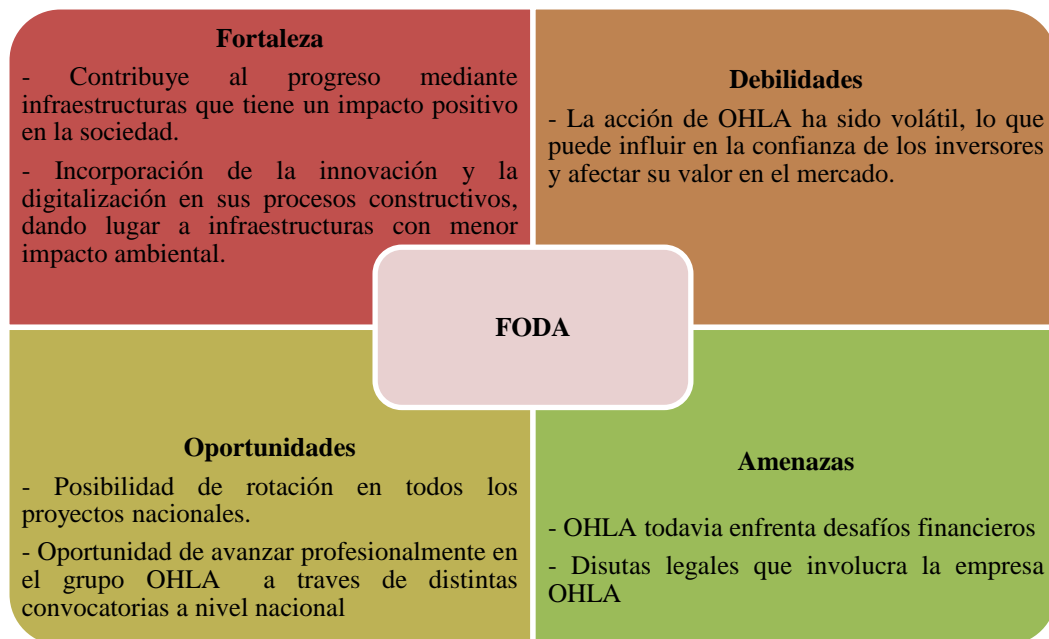 Fortaleza
- Contribuye al progreso mediante
infraestructuras que tiene un impacto positivo
en la sociedad.
- Incorporación de la innovación y la
digitalización en sus procesos constructivos,
dando lugar a infraestructuras con menor
impacto ambiental.
Debilidades
- La acción de OHLA ha sido volátil, lo que
puede influir en la confianza de los inversores
y afectar su valor en el mercado.
FODA
Oportunidades
- Posibilidad de rotación en todos los
proyectos nacionales.
- Oportunidad de avanzar profesionalmente en
el grupo OHLA a traves de distintas
convocatorias a nivel nacional
Amenazas
- OHLA todavia enfrenta desafíos financieros
- Disutas legales que involucra la empresa
OHLA